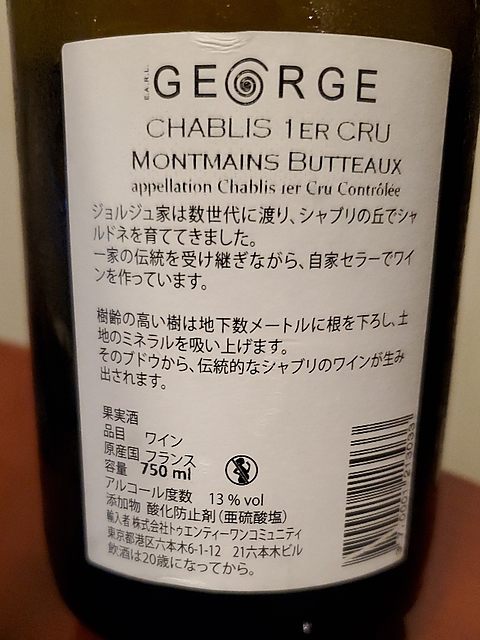 E.A.R.L. GEORGE
CHABLIS 1ER CRU
MONTMAINS BUTTEAUX
appellation Chablis 1er Cru Contrôlée
ジョルジュ家は数世代に渡り、シャブリの丘でシャ
ルドネを育ててきました。
一家の伝統を受け継ぎながら、自家セラーでワイ
ンを作っています。
樹齢の高い樹は地下数メートルに根を下ろし、土
地のミネラルを吸い上げます。
そのブドウから、伝統的なシャブリのワインが生み
出されます。
果実酒
品目 ワイン
原産国 フランス
容量 750 ml
アルコール度数 13 % vol
添加物 酸化防止剤(亜硫酸塩)
輸入者 株式会社トゥエンティーワンコミュニティ
東京都港区六本木6-1-12 21六本木ビル
飲酒は20歳になってから。